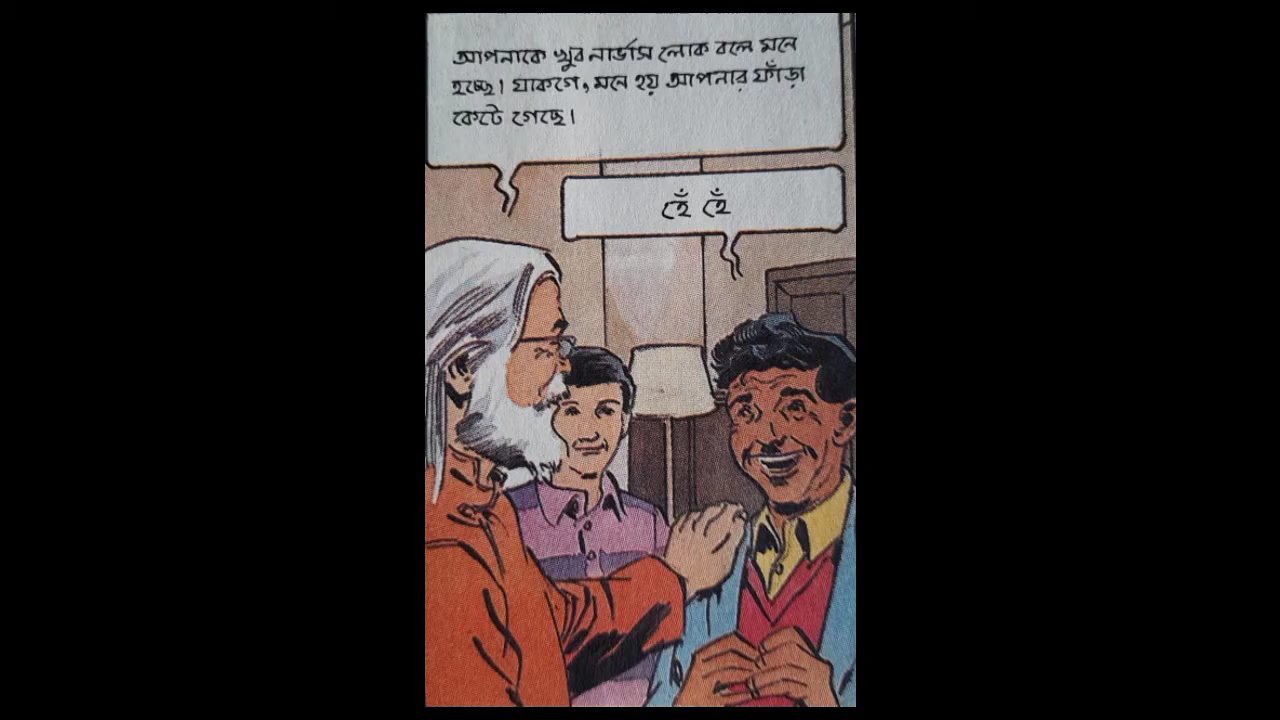 আপনাকে খুব নার্ভাস লোক বলে মনে
হচ্ছে। যাকগে, মনে হয় আপনার ফাঁড়া
কেটে গেছে।
হেঁ হেঁ